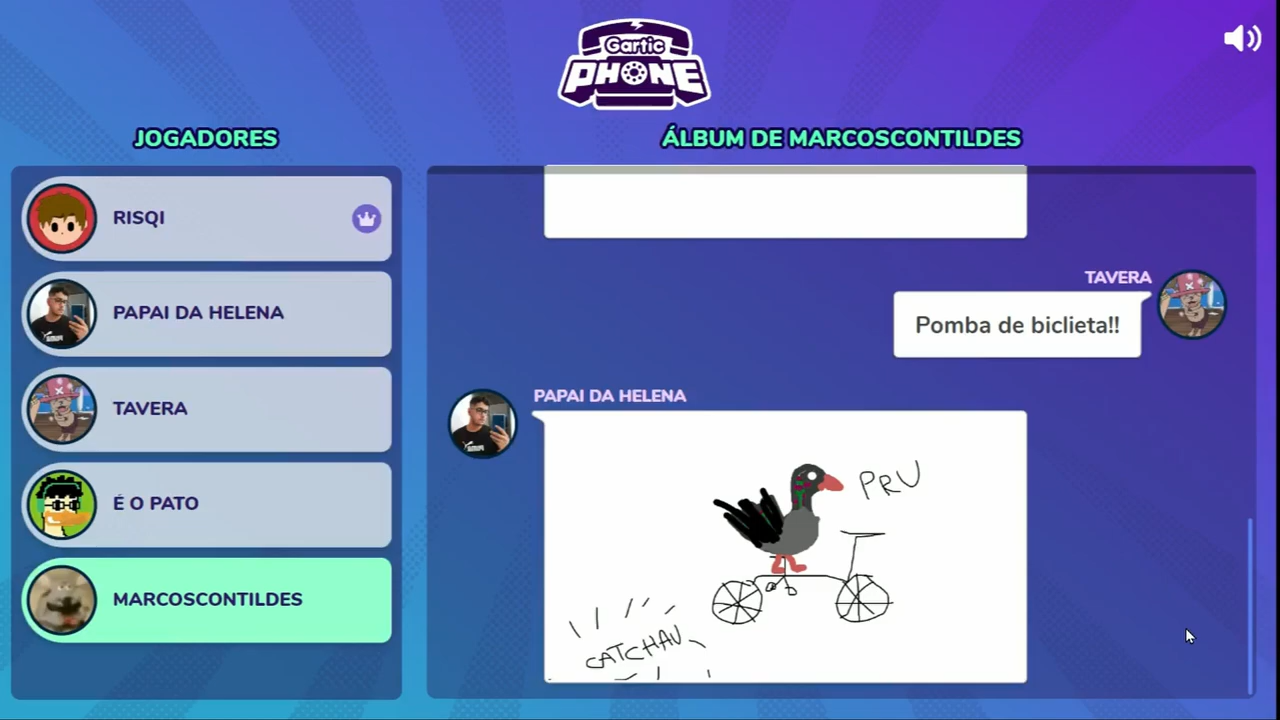 Gartic
PHONE
JOGADORES
RISQI
PAPAI DA HELENA
TAVERA
É O PATO
MARCOSCONTILDES
ÁLBUM DE MARCOSCONTILDES
TAVERA
Pomba de biclieta!!
PAPAI DA HELENA
PRU
CATCHAU